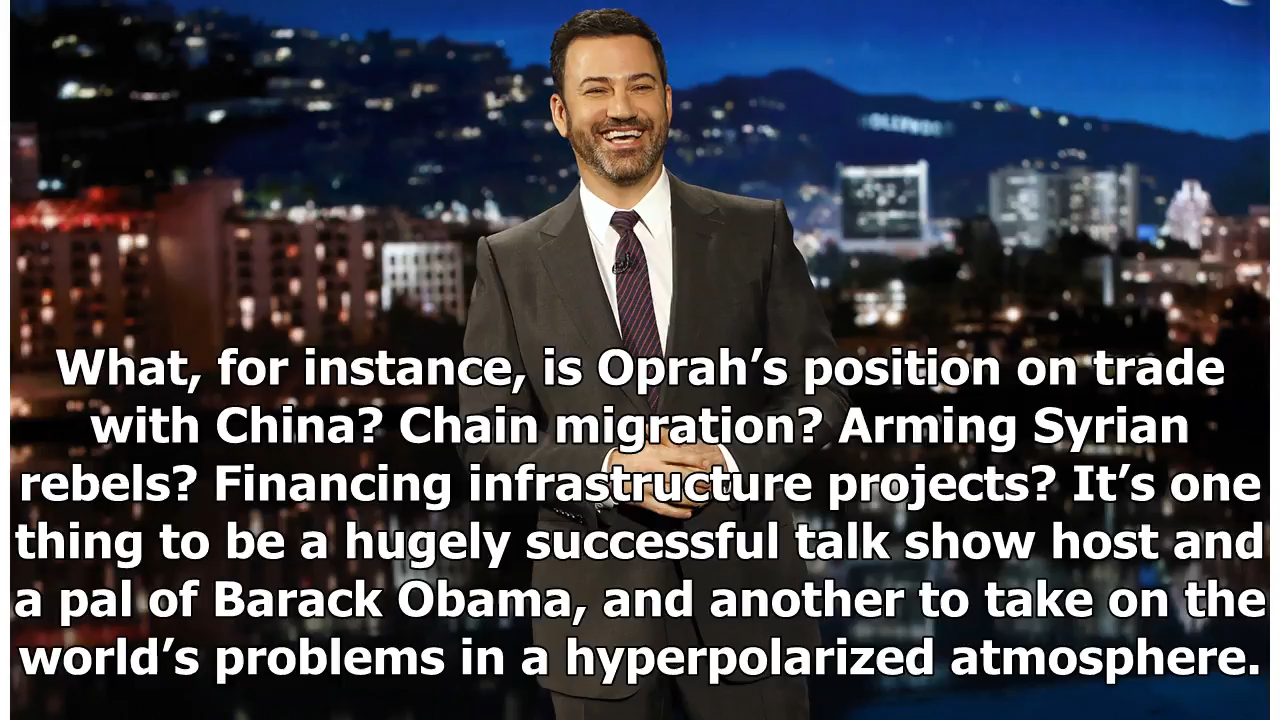 What, for instance, is Oprah’s position on trade
with China? Chain migration? Arming Syrian
rebels? Financing infrastructure projects? It’s one
thing to be a hugely successful talk show host and
a pal of Barack Obama, and another to take on the
world’s problems in a hyperpolarized atmosphere.